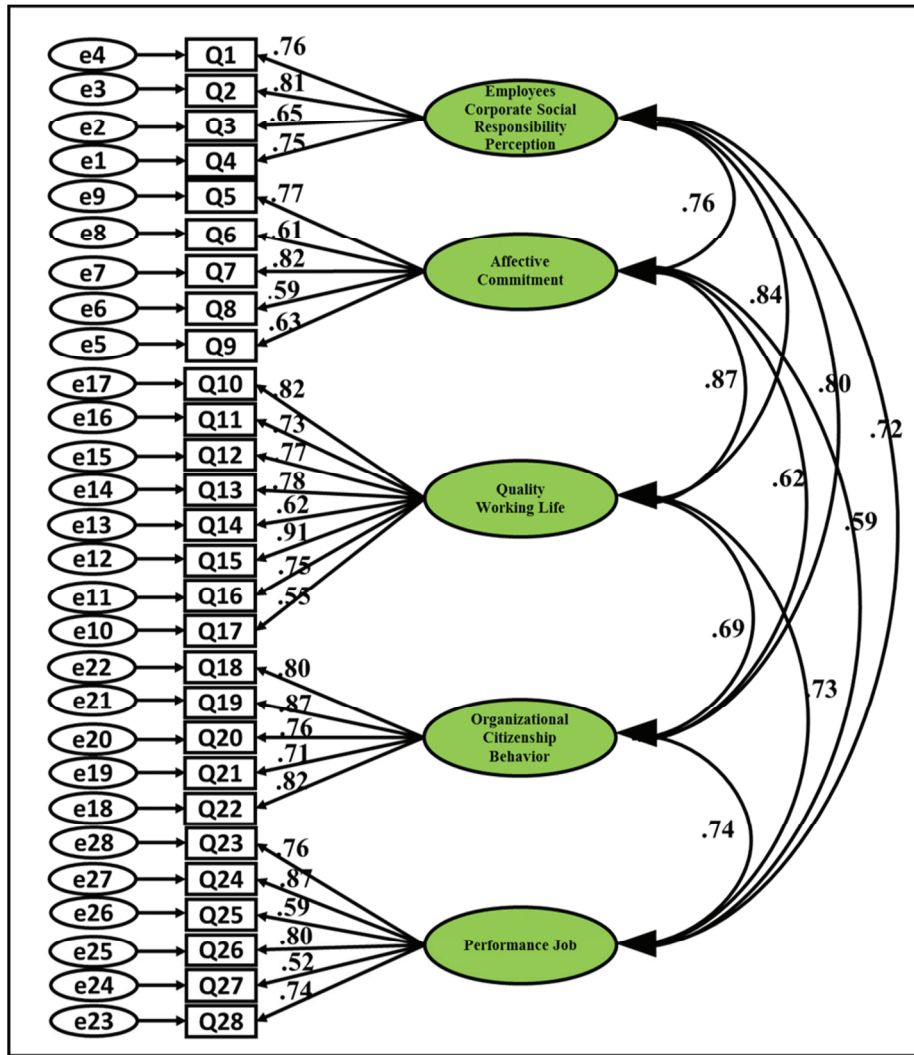 e4 Q1 .76
e3 Q2 .81
e2 Q3 .65
e1 Q4 .75
Employees
Corporate Social
Responsibility
Perception
e9 Q5 .77
e8 Q6 .61
e7 Q7 .82
e6 Q8 .59
e5 Q9 .63
Affective
Commitment
e17 Q10 .82
e16 Q11 .73
e15 Q12 .77
e14 Q13 .78
e13 Q14 .62
e12 Q15 .91
e11 Q16 .75
e10 Q17 .55
Quality
Working Life
e22 Q18 .80
e21 Q19 .87
e20 Q20 .76
e19 Q21 .71
e18 Q22 .82
Organizational
Citizenship
Behavior
e28 Q23 .76
e27 Q24 .87
e26 Q25 .59
e25 Q26 .80
e24 Q27 .52
e23 Q28 .74
Performance Job
.76
.84
.87
.80
.72
.62
.59
.69
.73
.74